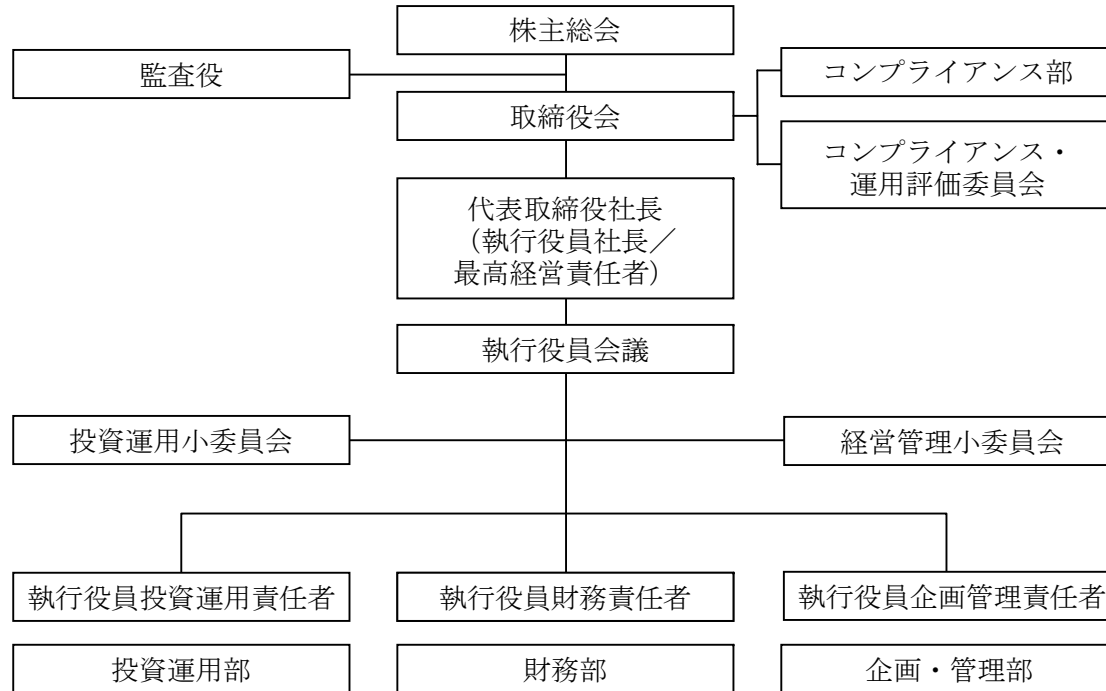 株主総会
監査役
コンプライアンス部
取締役会
コンプライアンス・
運用評価委員会
代表取締役社長
（執行役員社長／
最高経営責任者）
執行役員会議
投資運用小委員会
経営管理小委員会
執行役員投資運用責任者
執行役員財務責任者
執行役員企画管理責任者
投資運用部
財務部
企画・管理部